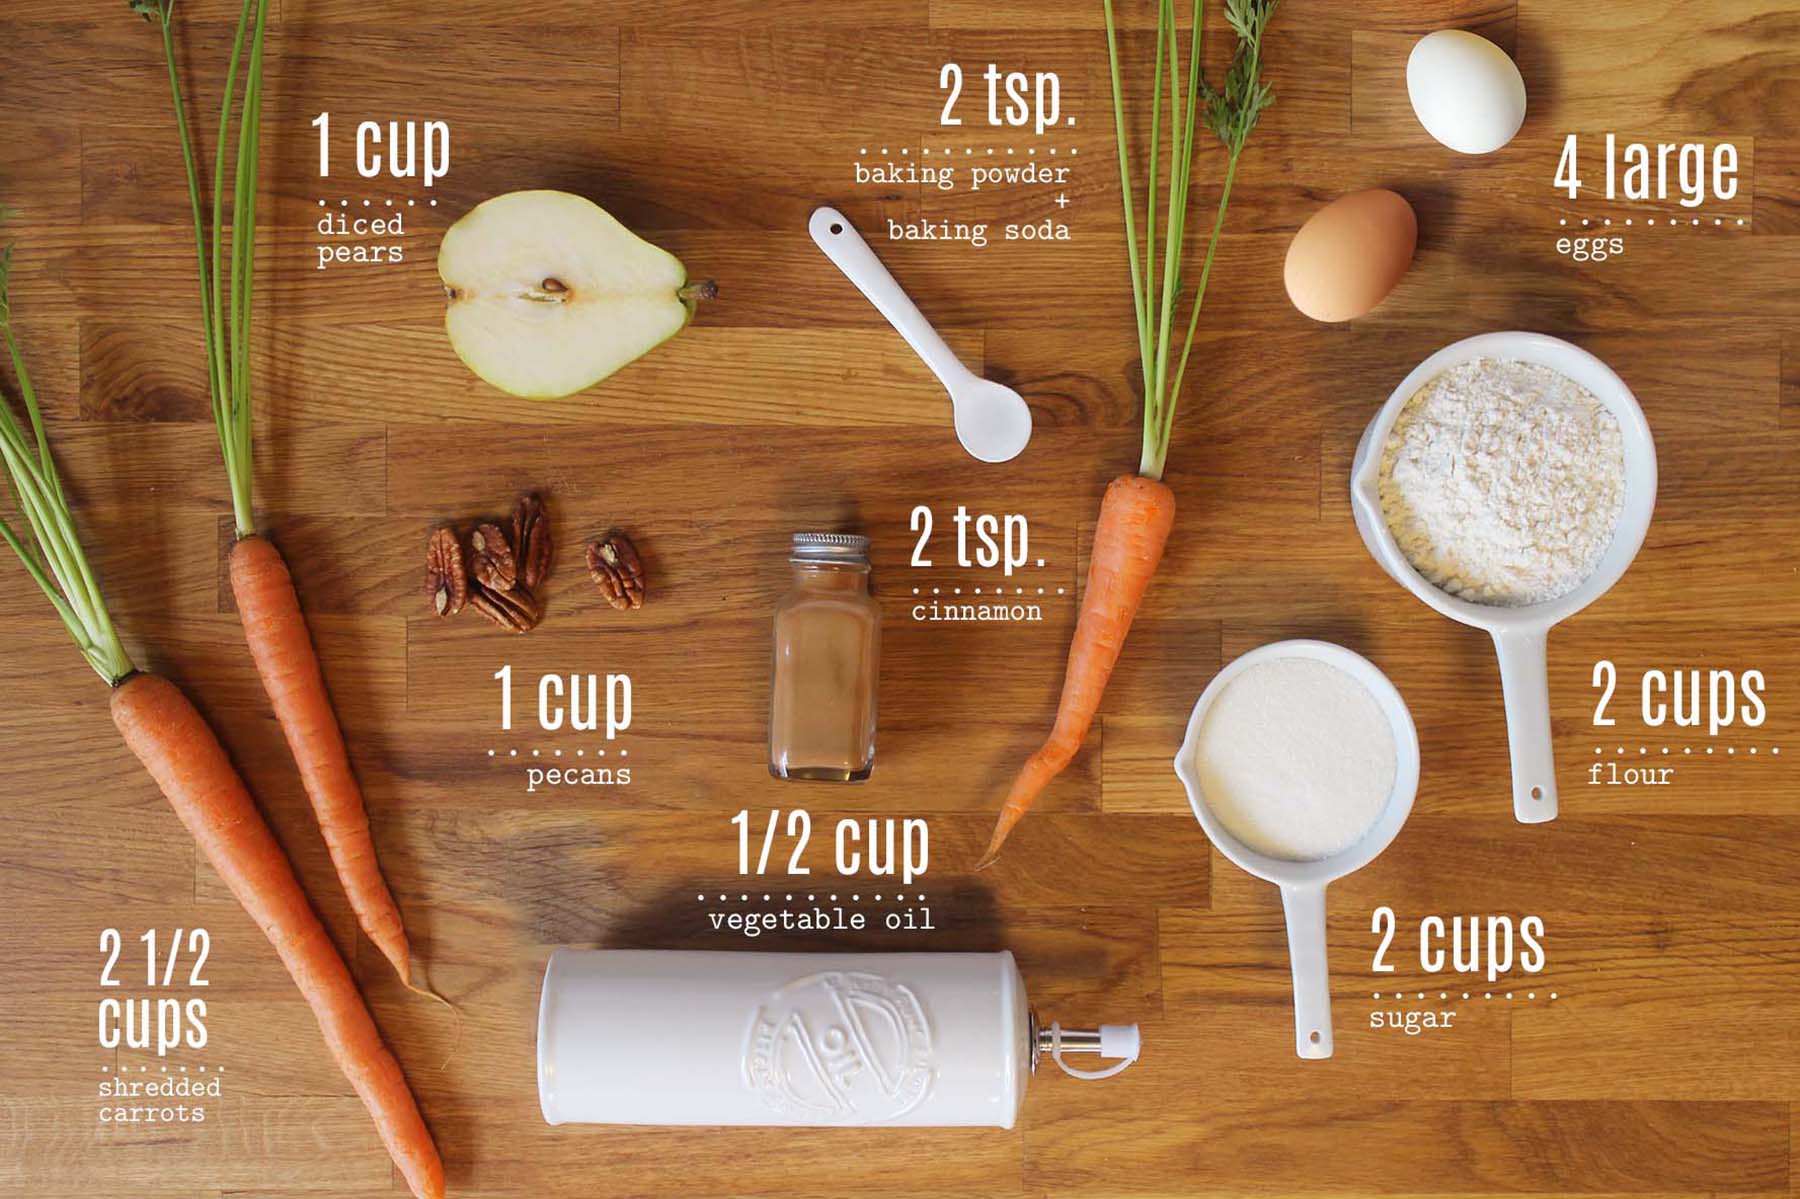 1 cup
diced
pears
2 tsp.
baking powder
+
baking soda
4 large
eggs
2 tsp.
cinnamon
1 cup
pecans
2 cups
flour
1/2 cup
vegetable oil
2 cups
sugar
2 1/2
cups
shredded
carrots
OIL